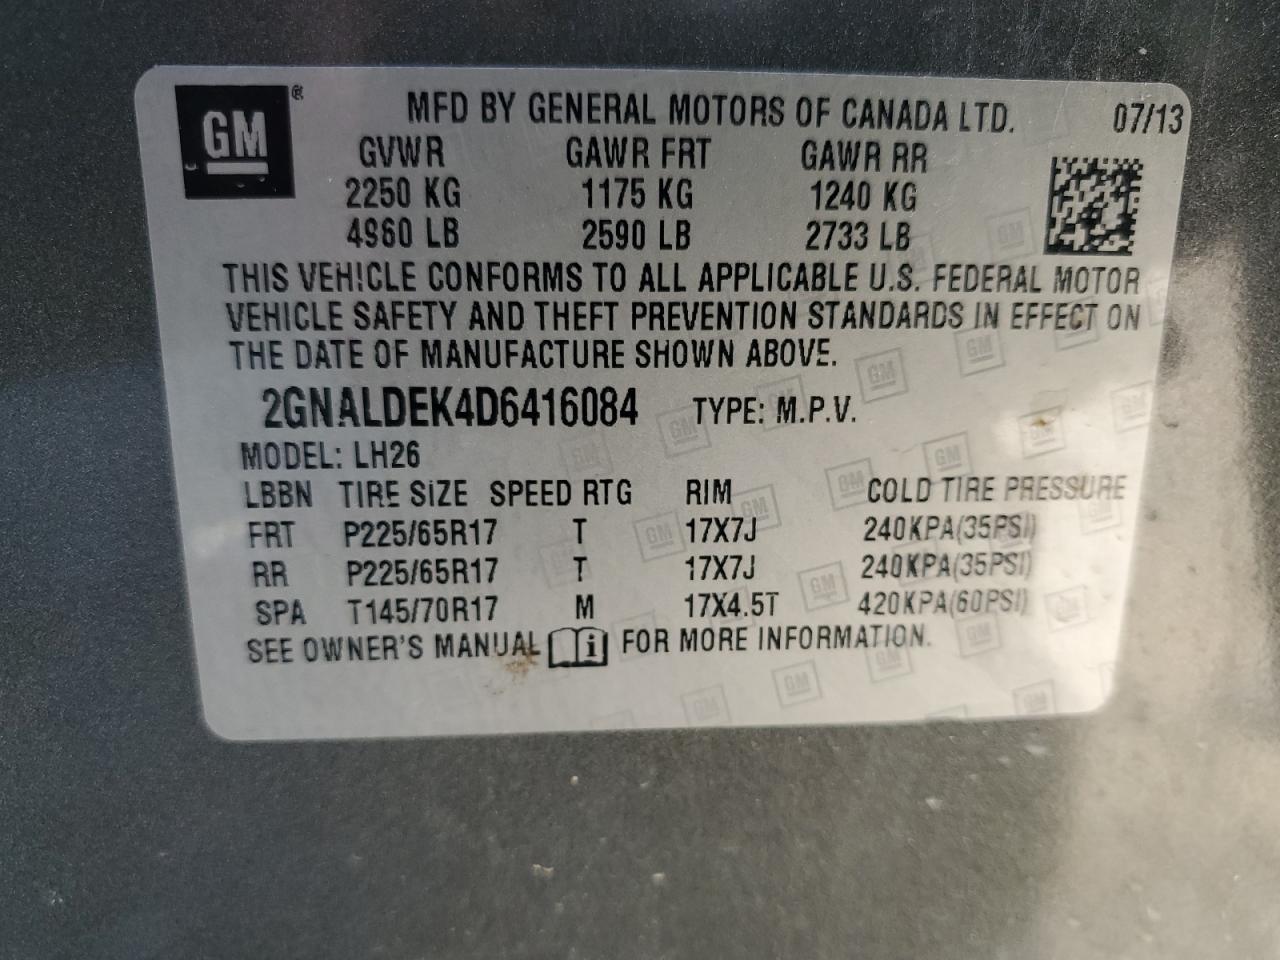 GM ® MFD BY GENERAL MOTORS OF CANADA LTD. 07/13
GVWR GAWR FRT GAWR RR
2250 KG 1175 KG 1240 KG
4960 LB 2590 LB 2733 LB
THIS VEHICLE CONFORMS TO ALL APPLICABLE U.S. FEDERAL MOTOR
VEHICLE SAFETY AND THEFT PREVENTION STANDARDS IN EFFECT ON
THE DATE OF MANUFACTURE SHOWN ABOVE.
2GNALDEK4D6416084 TYPE: M.P.V.
MODEL: LH26
LBBN TIRE SIZE SPEED RTG RIM COLD TIRE PRESSURE
FRT P225/65R17 T 17X7J 240KPA(35PSI)
RR P225/65R17 T 17X7J 240KPA(35PSI)
SPA T145/70R17 M 17X4.5T 420KPA(60PSI)
SEE OWNER'S MANUAL i FOR MORE INFORMATION.